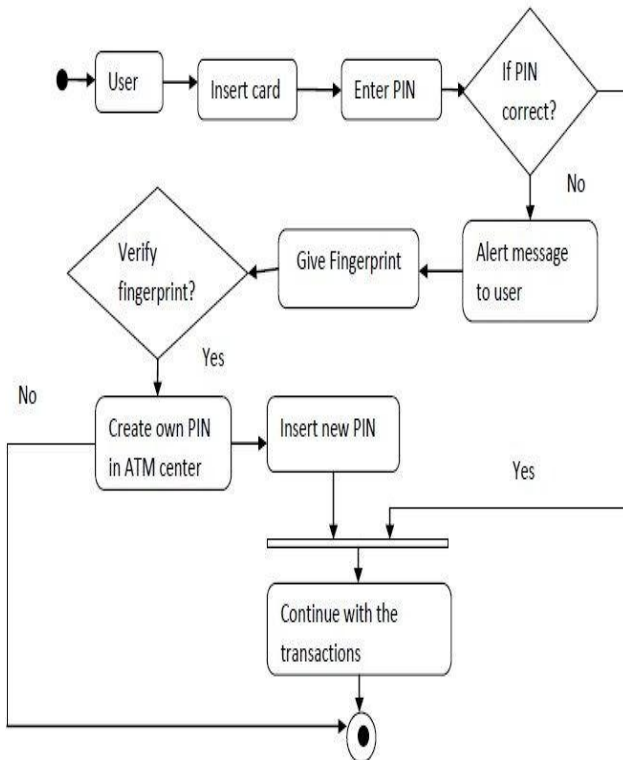 User
Insert card
Enter PIN
If PIN
correct?
No
Alert message
to user
Give Fingerprint
Verify
fingerprint?
Yes
No
Create own PIN
in ATM center
Insert new PIN
Yes
Continue with the
transactions